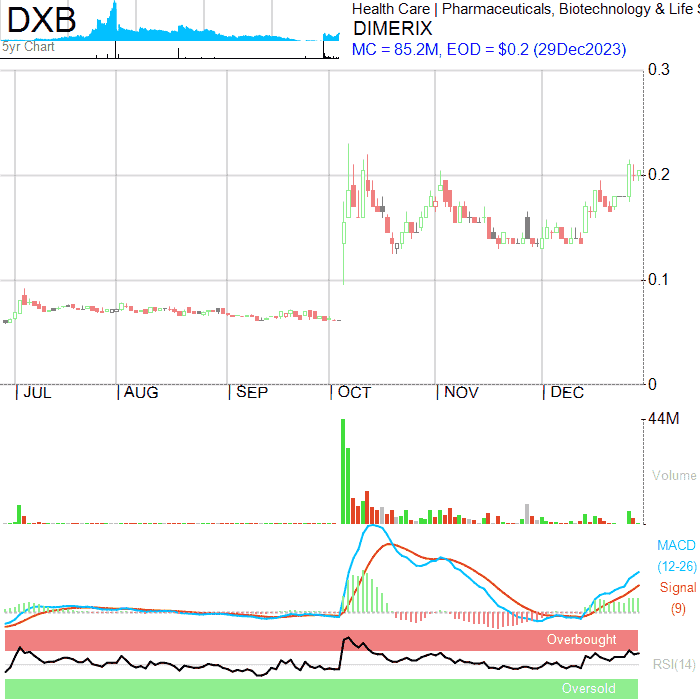 DXB
5yr Chart
Health Care | Pharmaceuticals, Biotechnology & Life
DIMERIX
MC = 85.2M, EOD = $0.2 (29Dec2023)
0.3
0.2
0.1
0
JUL
AUG
SEP
OCT
NOV
DEC
44M
Volume
MACD
(12-26)
Signal
(9)
Overbought
RSI(14)
Oversold